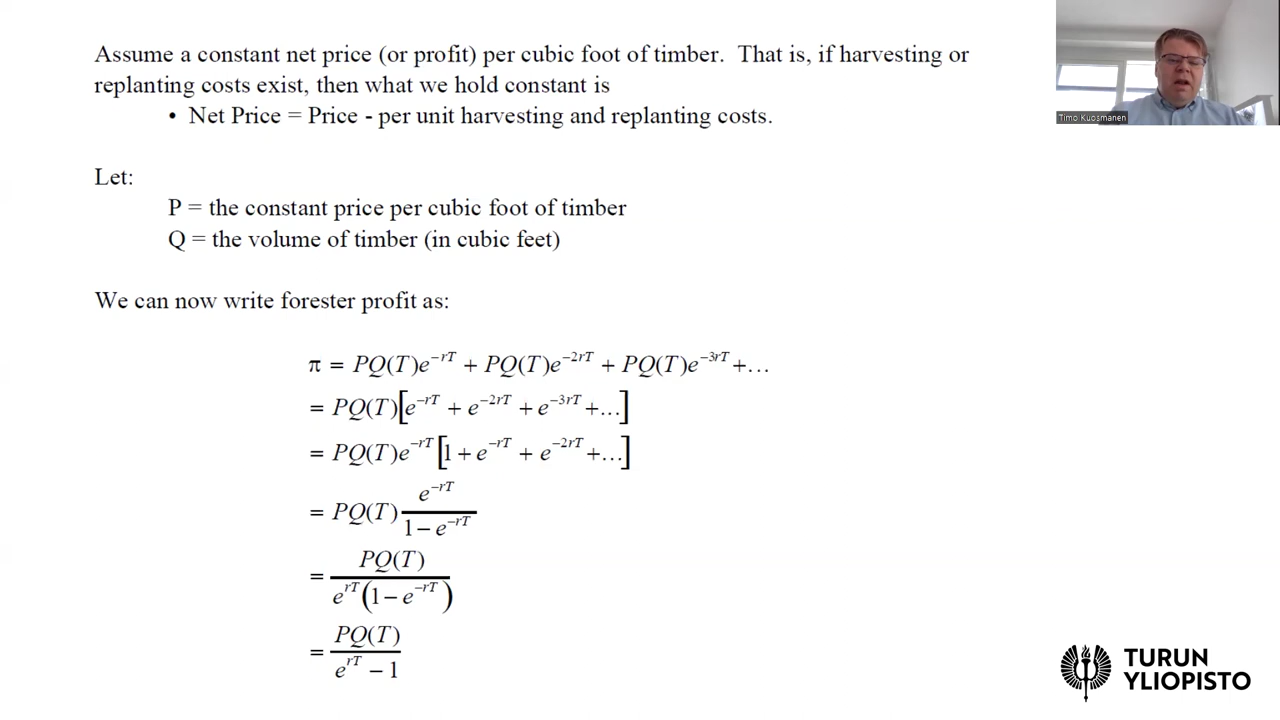 Assume a constant net price (or profit) per cubic foot of timber. That is, if harvesting or
replanting costs exist, then what we hold constant is
• Net Price = Price - per unit harvesting and replanting costs.
Let:
P = the constant price per cubic foot of timber
Q = the volume of timber (in cubic feet)
We can now write forester profit as:
π = PQ(T)e^{-rT} + PQ(T)e^{-2rT} + PQ(T)e^{-3rT} +…
= PQ(T)[e^{-rT} + e^{-2rT} + e^{-3rT} +…]
= PQ(T)e^{-rT}[1 + e^{-rT} + e^{-2rT} +…]
= PQ(T) \frac{e^{-rT}}{1 - e^{-rT}}
= \frac{PQ(T)}{e^{rT}(1 - e^{-rT})}
= \frac{PQ(T)}{e^{rT} - 1}
Timo Kuosmanen
TURUN
YLIOPISTO